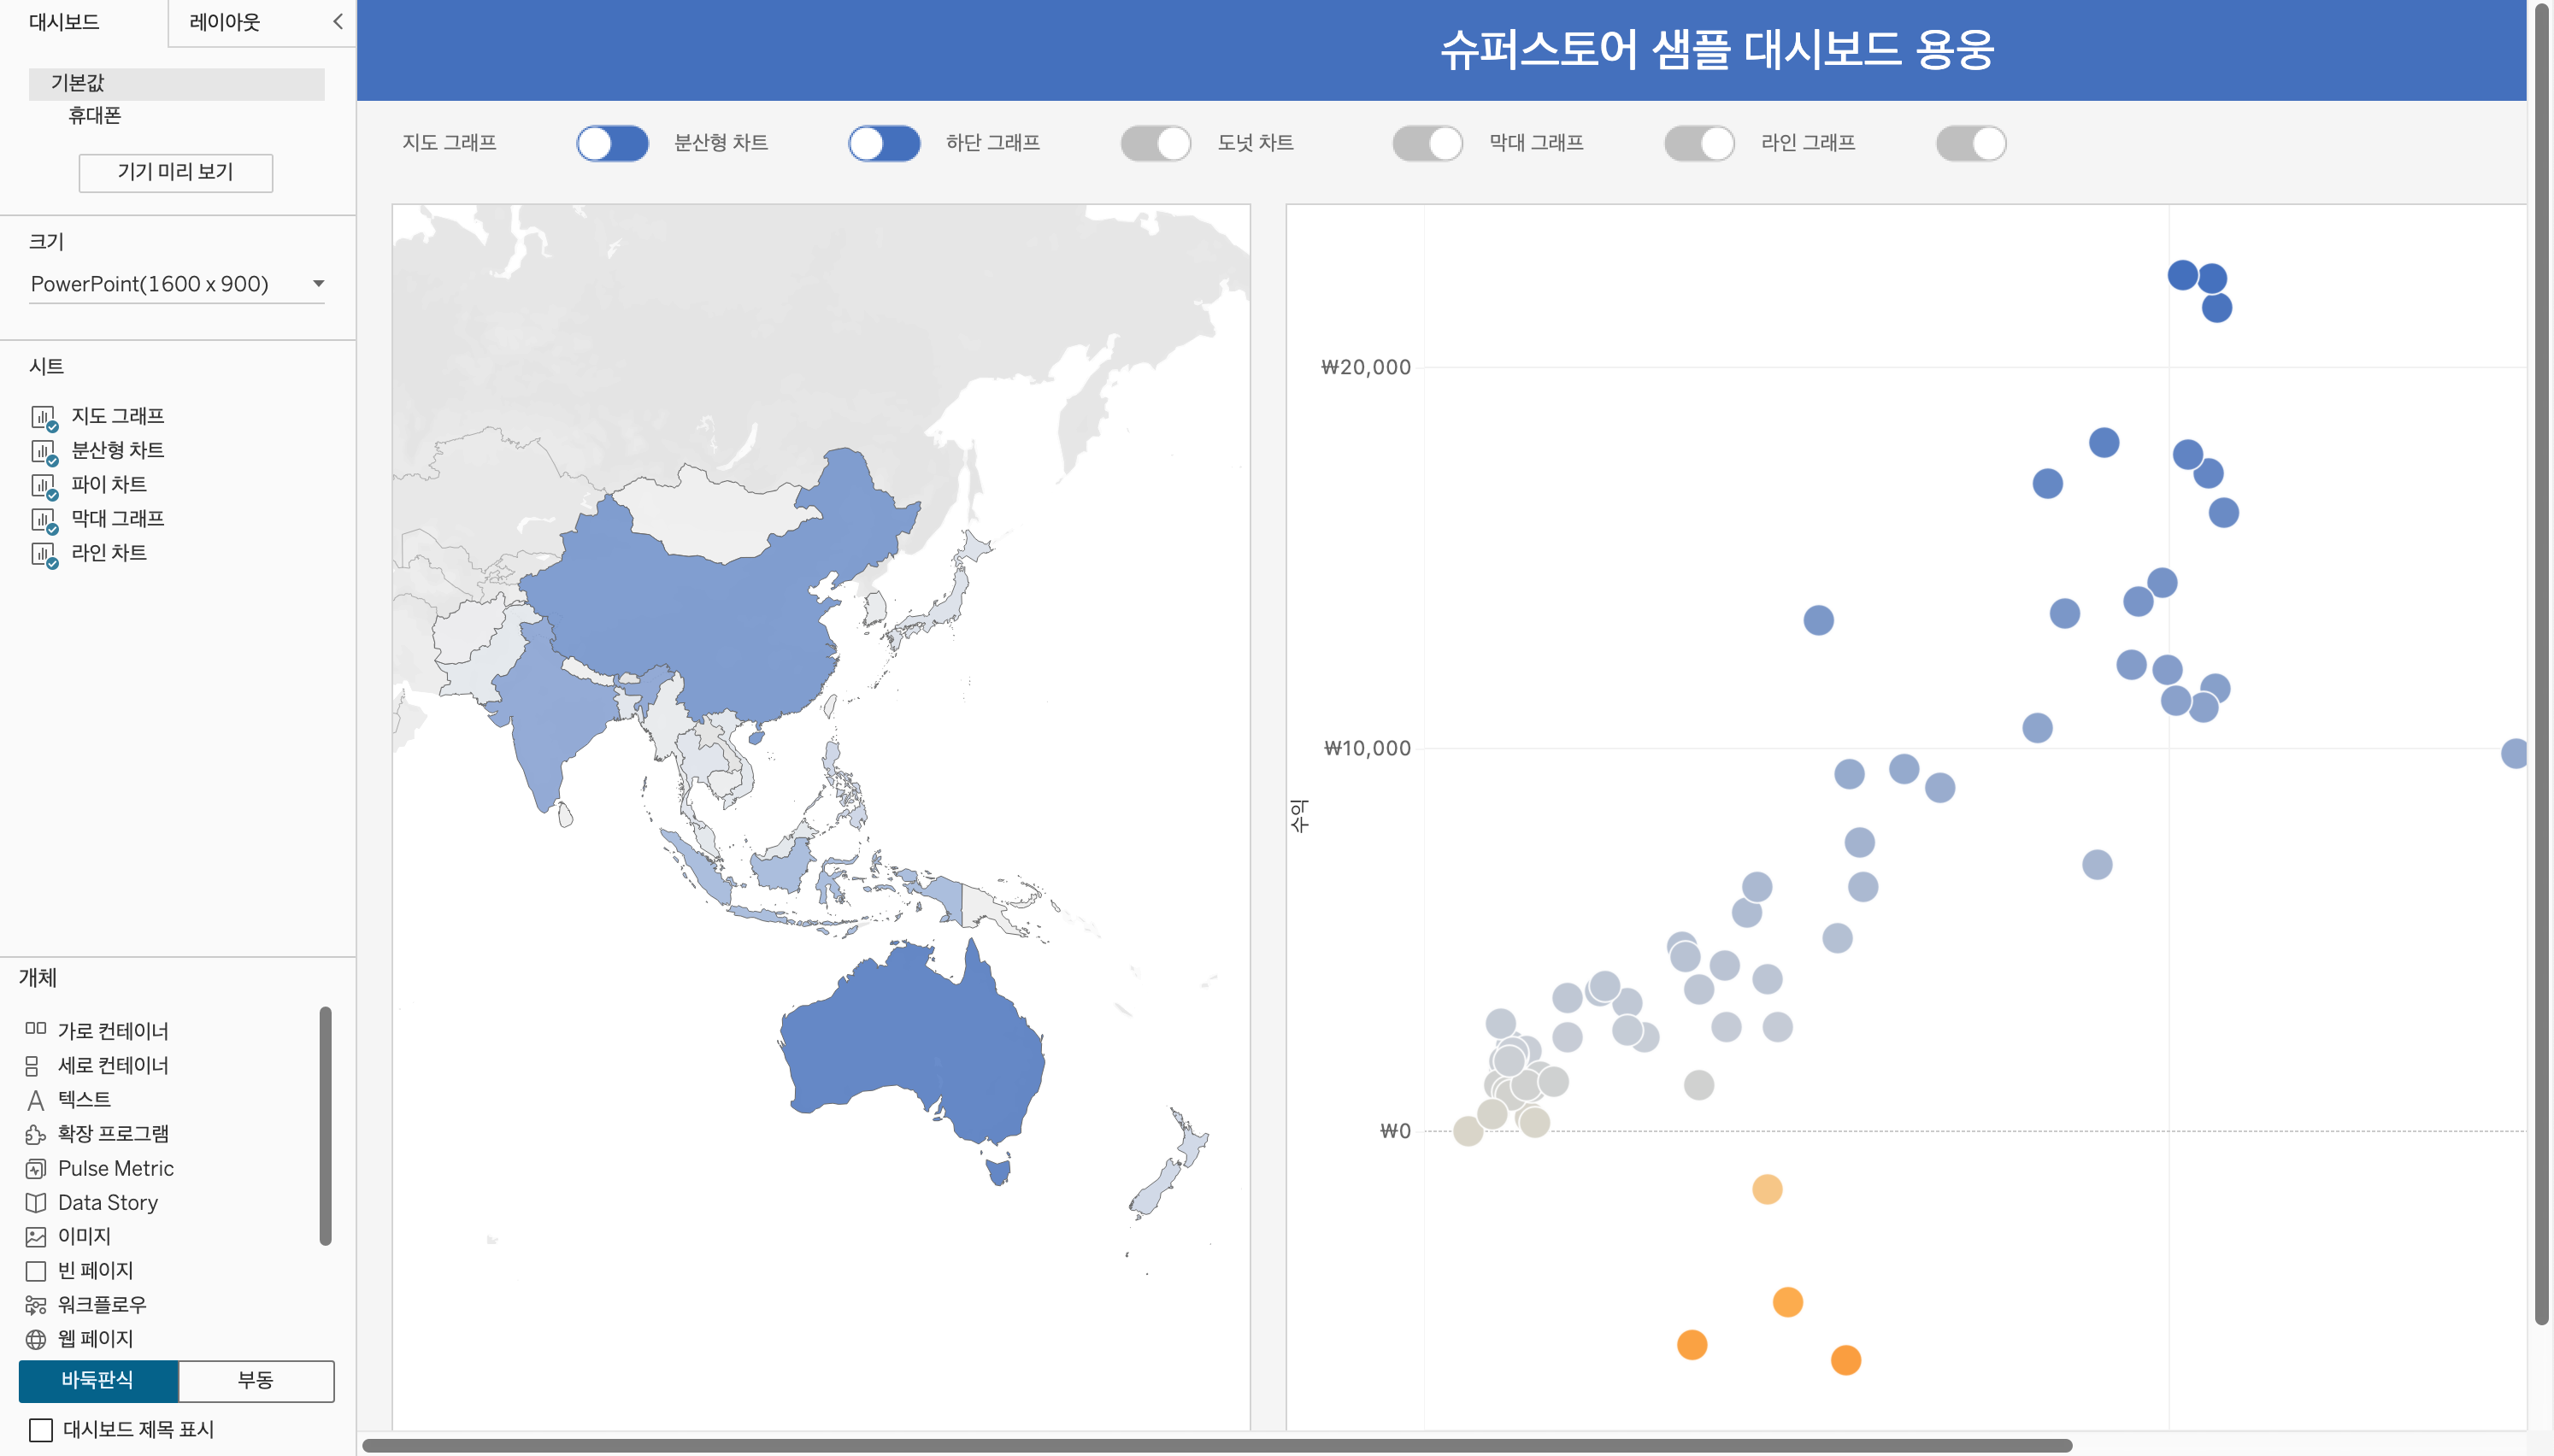 대시보드
레이아웃
기본값
휴대폰
기기 미리 보기
크기
PowerPoint(1600 x 900)
시트
지도 그래프
분산형 차트
파이 차트
막대 그래프
라인 차트
개체
가로 컨테이너
세로 컨테이너
텍스트
확장 프로그램
Pulse Metric
Data Story
이미지
빈 페이지
워크플로우
웹 페이지
바둑판식
부동
대시보드 제목 표시
슈퍼스토어 샘플 대시보드 용웅
지도 그래프
분산형 차트
하단 그래프
도넛 차트
막대 그래프
라인 그래프
₩20,000
₩10,000
수익
₩0